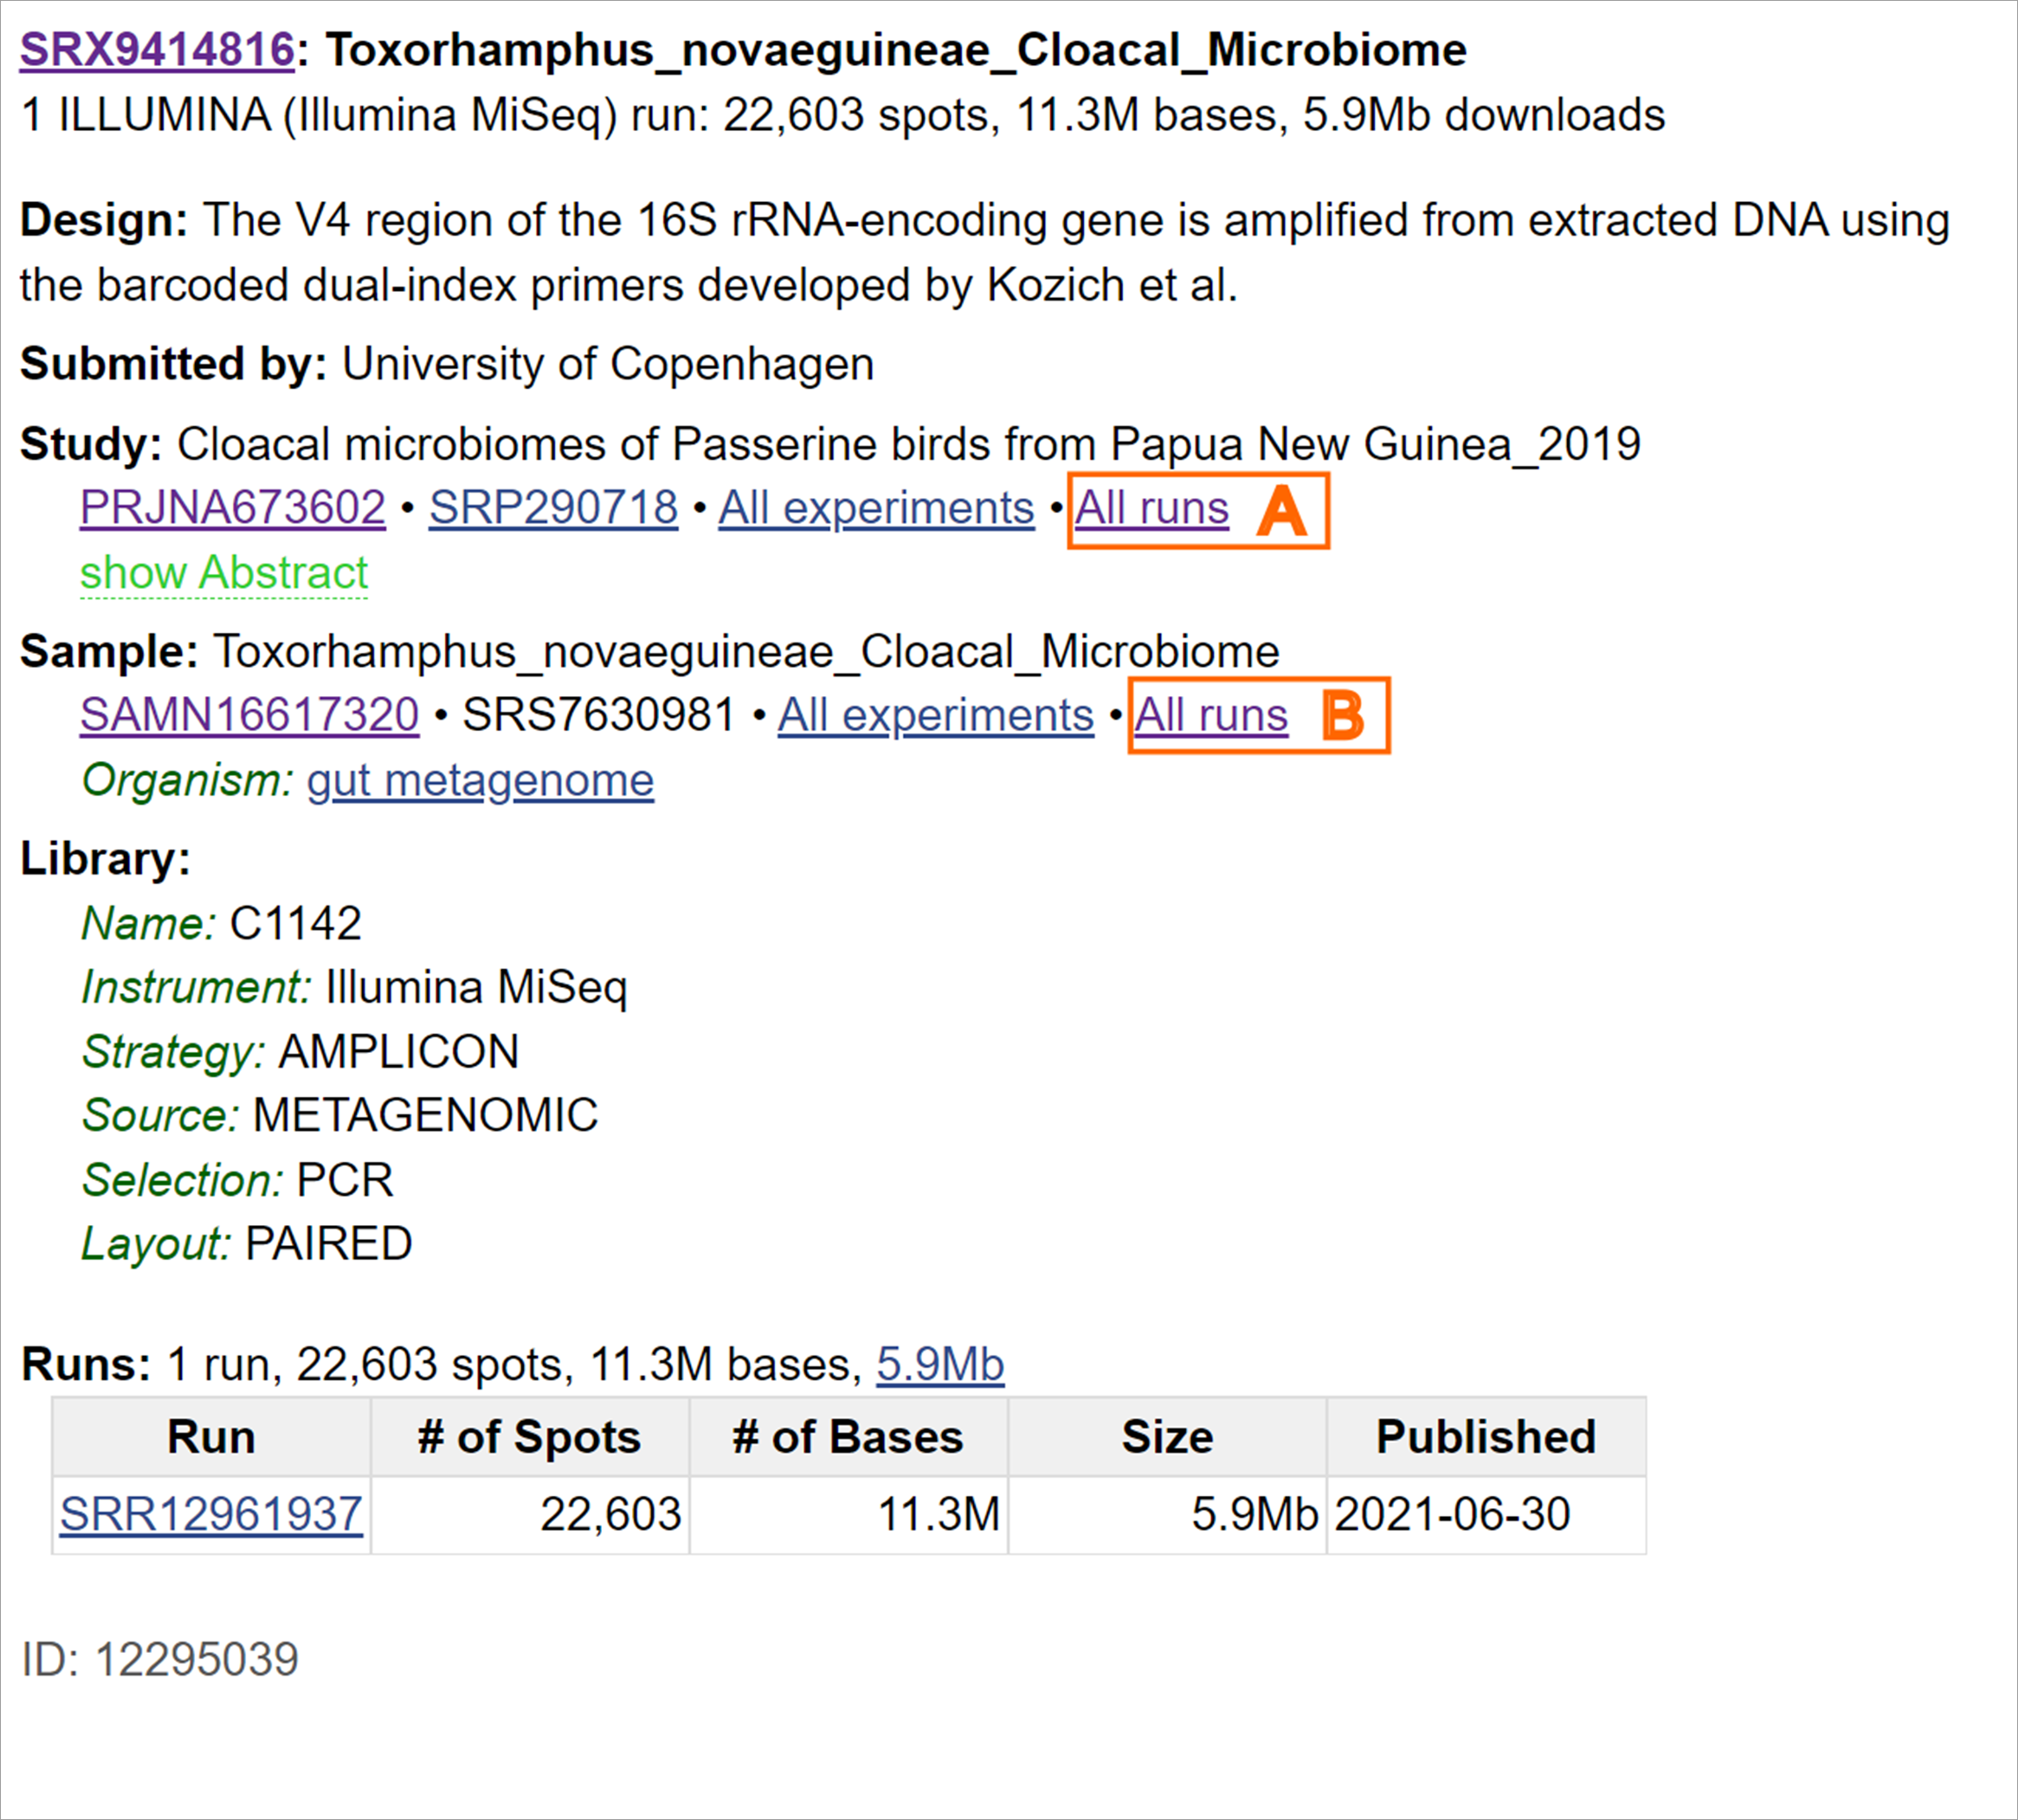 SRX9414816: Toxorhamphus_novaeguineae_Cloacal_Microbiome
1 ILLUMINA (Illumina MiSeq) run: 22,603 spots, 11.3M bases, 5.9Mb downloads
Design: The V4 region of the 16S rRNA-encoding gene is amplified from extracted DNA using
the barcoded dual-index primers developed by Kozich et al.
Submitted by: University of Copenhagen
Study: Cloacal microbiomes of Passerine birds from Papua New Guinea_2019
PRJNA673602 • SRP290718 • All experiments • All runs A
show Abstract
Sample: Toxorhamphus_novaeguineae_Cloacal_Microbiome
SAMN16617320 • SRS7630981 • All experiments • All runs B
Organism: gut metagenome
Library:
Name: C1142
Instrument: Illumina MiSeq
Strategy: AMPLICON
Source: METAGENOMIC
Selection: PCR
Layout: PAIRED
Runs: 1 run, 22,603 spots, 11.3M bases, 5.9Mb
Run # of Spots # of Bases Size Published
SRR12961937 22,603 11.3M 5.9Mb 2021-06-30
ID: 12295039